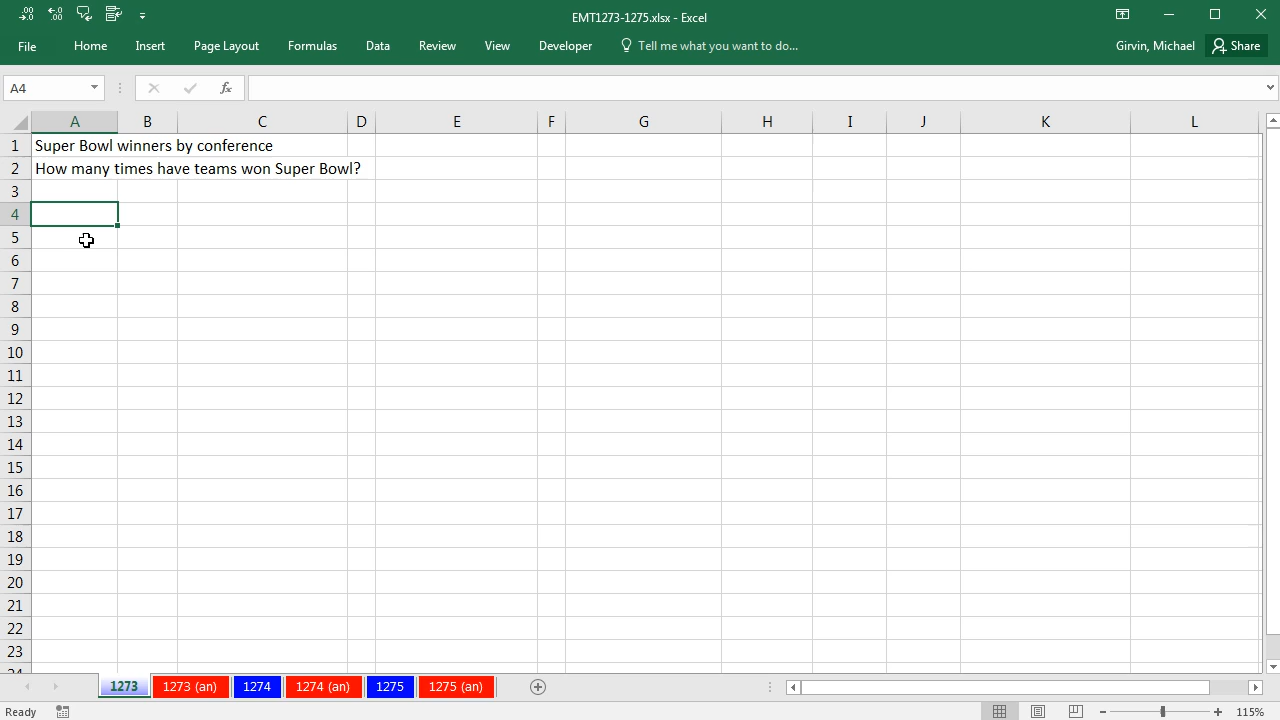 EMT1273-1275.xlsx - Excel
File Home Insert Page Layout Formulas Data Review View Developer Tell me what you want to do... Girvin, Michael Share
A4 fx
A B C D E F G H I J K L
1 Super Bowl winners by conference
2 How many times have teams won Super Bowl?
3
4
5
6
7
8
9
10
11
12
13
14
15
16
17
18
19
20
21
22
23
1273 1273 (an) 1274 1274 (an) 1275 1275 (an)
Ready 115%